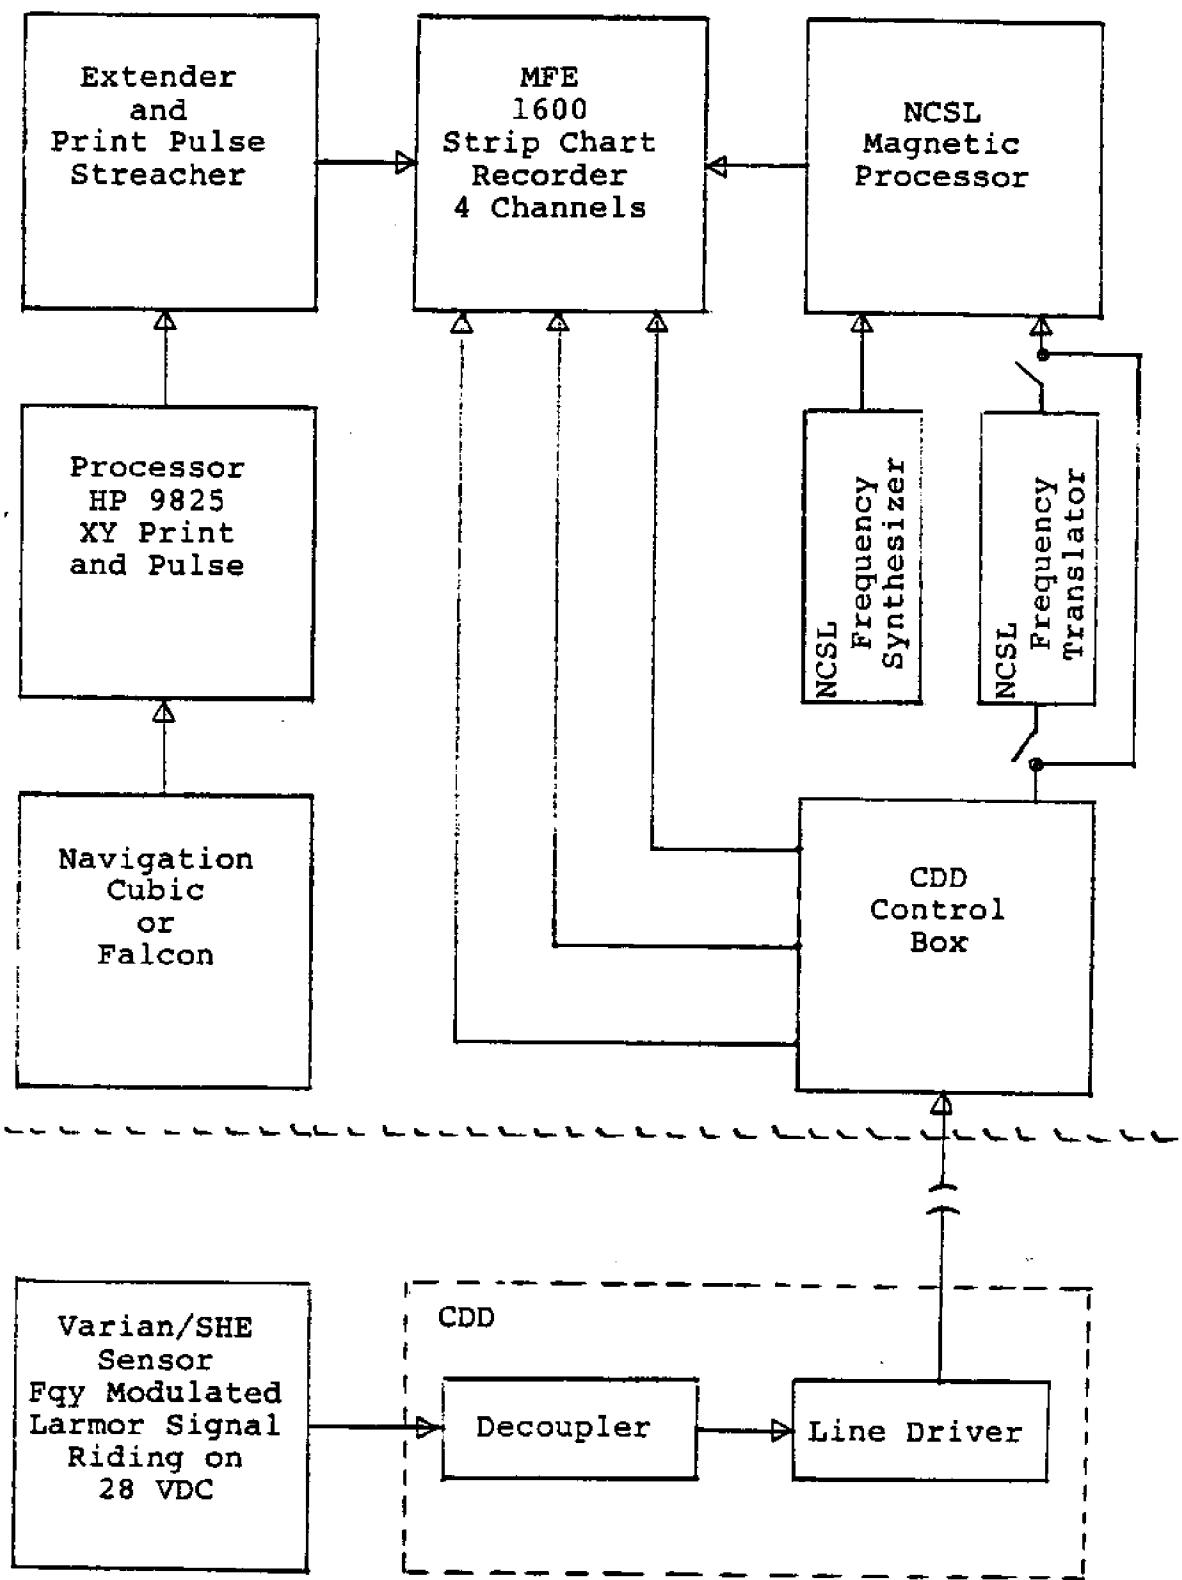 Extender
and
Print Pulse
Streacher
MFE
1600
Strip Chart
Recorder
4 Channels
NCSL
Magnetic
Processor
Processor
HP 9825
XY Print
and Pulse
NCSL
Frequency
Synthesizer
NCSL
Frequency
Translator
Navigation
Cubic
or
Falcon
CDD
Control
Box
Varian/SHE
Sensor
Fqy Modulated
Larmor Signal
Riding on
28 VDC
CDD
Decoupler
Line Driver